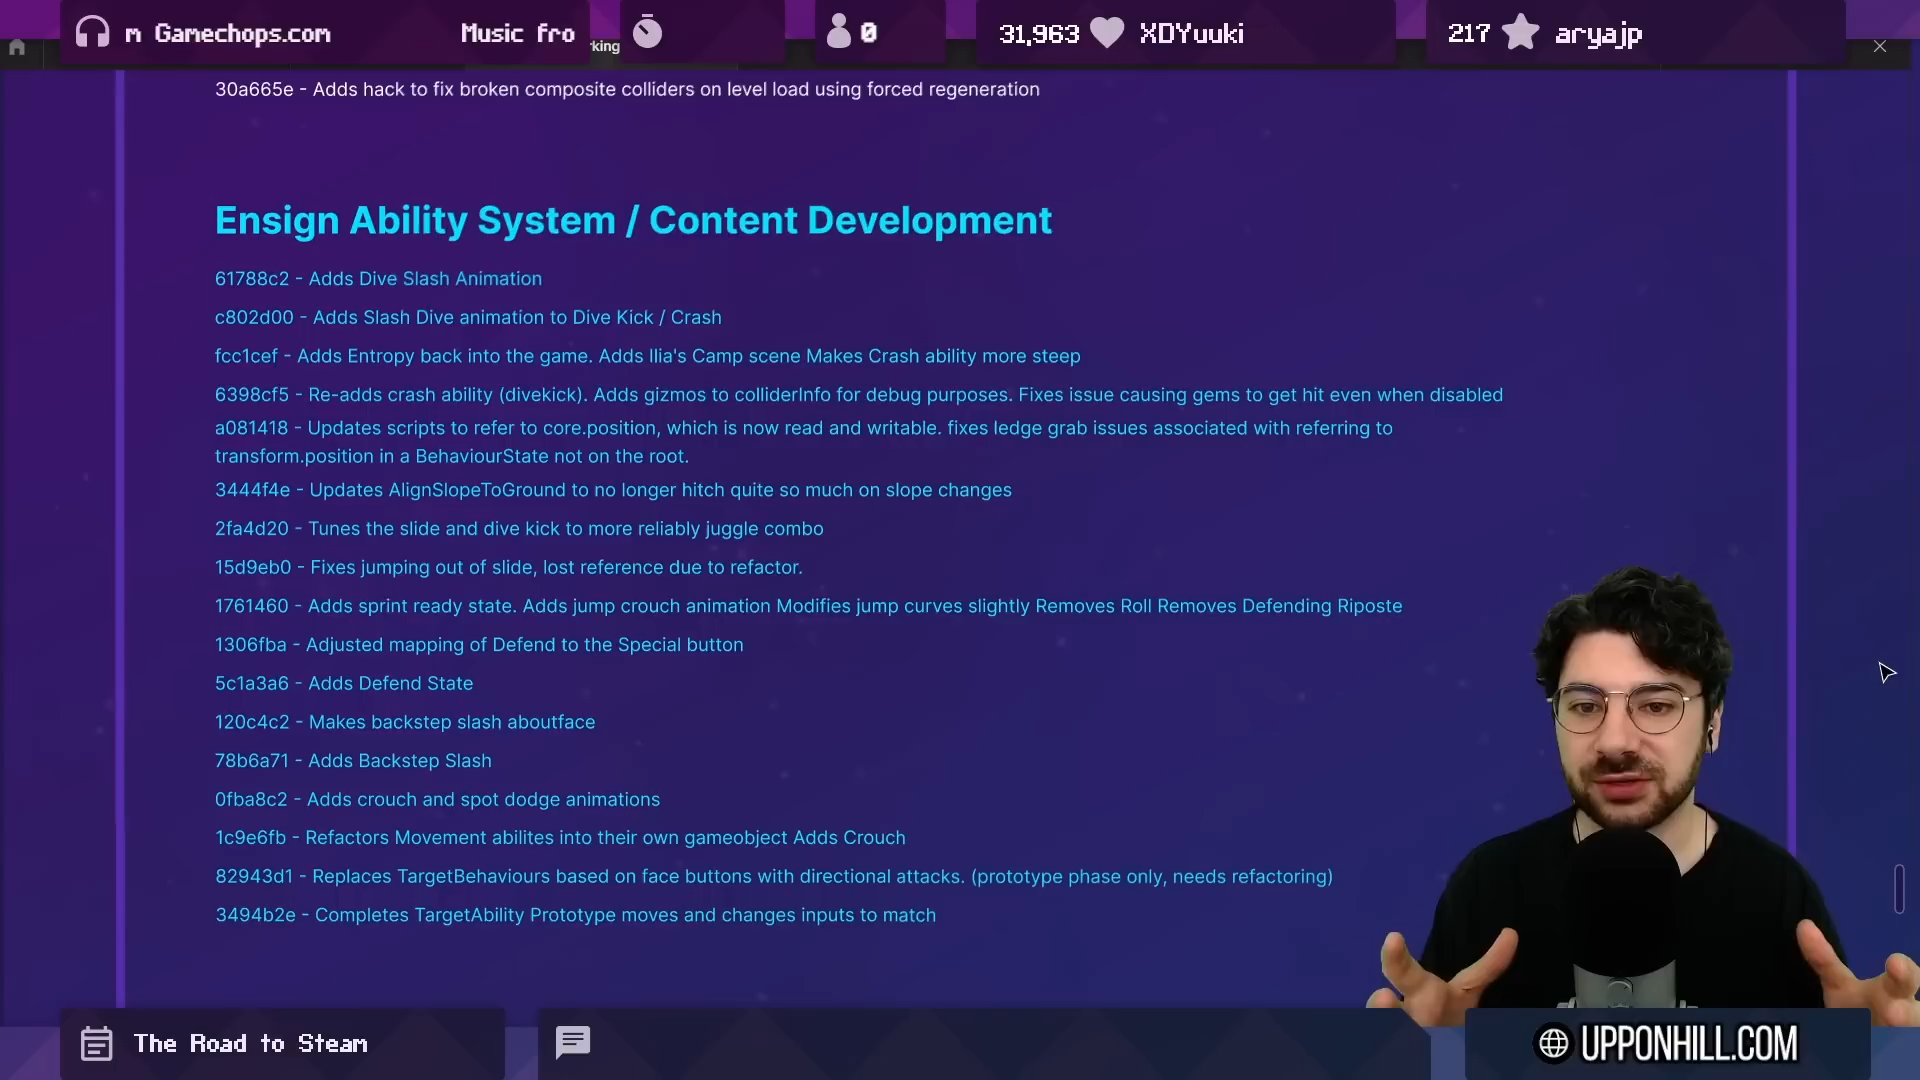 m Gamechops.com
Music fro
rking
0
31,963
XDYuuki
217
aryajp
30a665e - Adds hack to fix broken composite colliders on level load using forced regeneration
Ensign Ability System / Content Development
61788c2 - Adds Dive Slash Animation
c802d00 - Adds Slash Dive animation to Dive Kick / Crash
fcc1cef - Adds Entropy back into the game. Adds Ilia's Camp scene Makes Crash ability more steep
6398cf5 - Re-adds crash ability (divekick). Adds gizmos to colliderInfo for debug purposes. Fixes issue causing gems to get hit even when disabled
a081418 - Updates scripts to refer to core.position, which is now read and writable. fixes ledge grab issues associated with referring to
transform.position in a BehaviourState not on the root.
3444f4e - Updates AlignSlopeToGround to no longer hitch quite so much on slope changes
2fa4d20 - Tunes the slide and dive kick to more reliably juggle combo
15d9eb0 - Fixes jumping out of slide, lost reference due to refactor.
1761460 - Adds sprint ready state. Adds jump crouch animation Modifies jump curves slightly Removes Roll Removes Defending Riposte
1306fba - Adjusted mapping of Defend to the Special button
5c1a3a6 - Adds Defend State
120c4c2 - Makes backstep slash aboutface
78b6a71 - Adds Backstep Slash
0fba8c2 - Adds crouch and spot dodge animations
1c9e6fb - Refactors Movement abilites into their own gameobject Adds Crouch
82943d1 - Replaces TargetBehaviours based on face buttons with directional attacks. (prototype phase only, needs refactoring)
3494b2e - Completes TargetAbility Prototype moves and changes inputs to match
The Road to Steam
UPPONHILL.COM